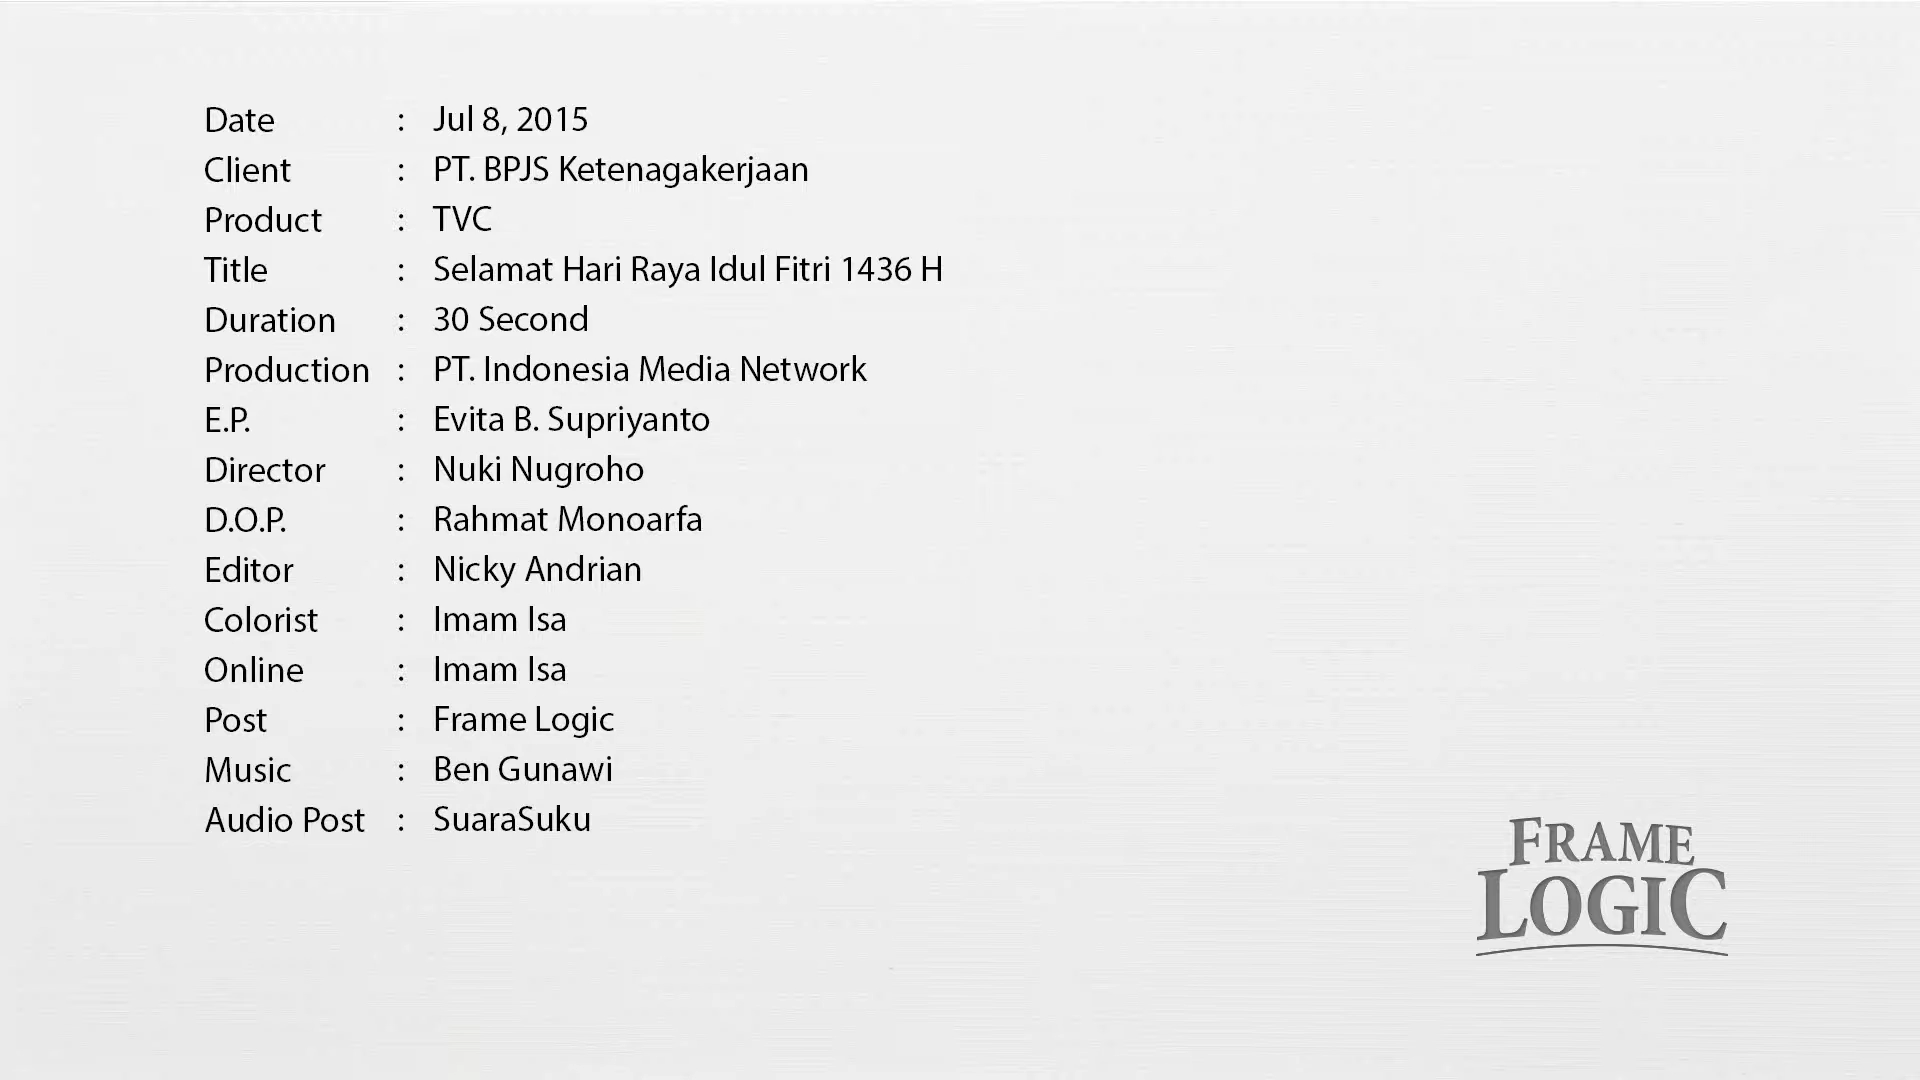 Date : Jul 8, 2015
Client : PT. BPJS Ketenagakerjaan
Product : TVC
Title : Selamat Hari Raya Idul Fitri 1436 H
Duration : 30 Second
Production : PT. Indonesia Media Network
E.P. : Evita B. Supriyanto
Director : Nuki Nugroho
D.O.P. : Rahmat Monoarfa
Editor : Nicky Andrian
Colorist : Imam Isa
Online : Imam Isa
Post : Frame Logic
Music : Ben Gunawi
Audio Post : SuaraSuku
FRAME
LOGIC